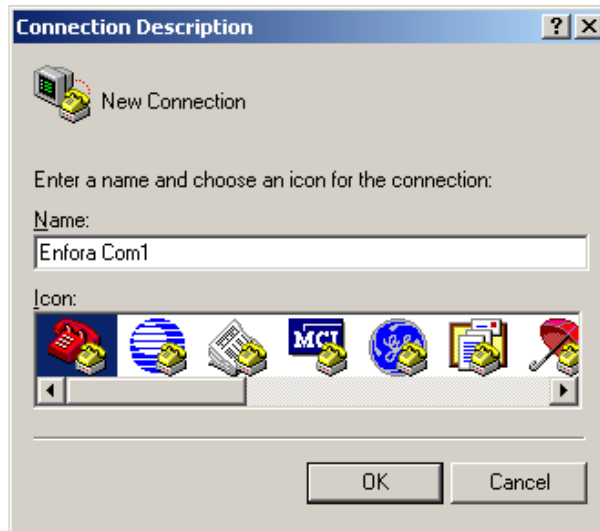 Connection Description
New Connection
Enter a name and choose an icon for the connection:
Name:
Enfora Com1
Icon:
MCI
OK
Cancel